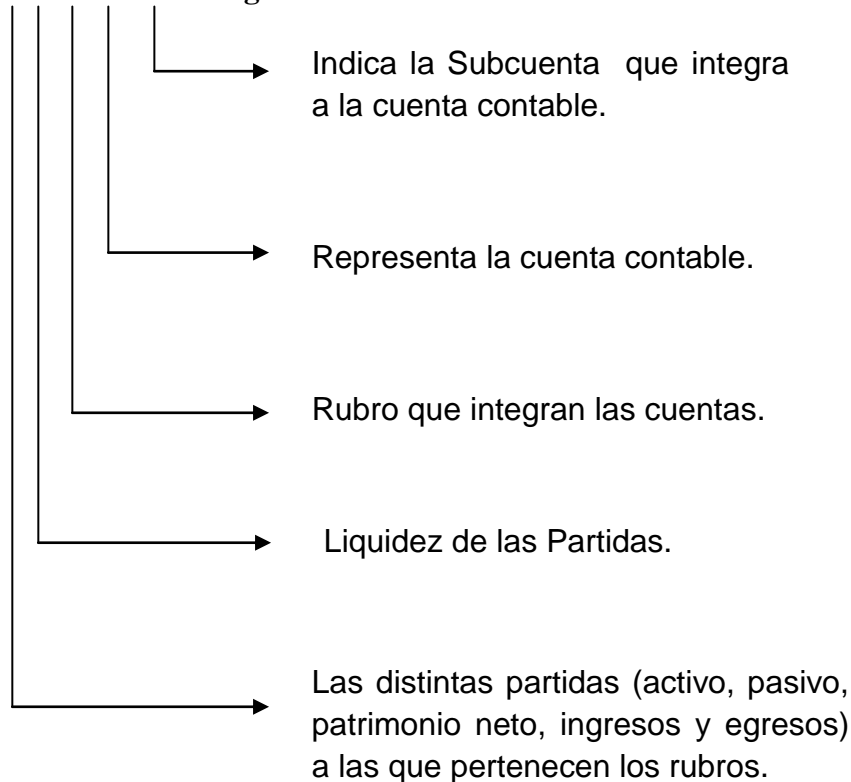 Indica la Subcuenta que integra
a la cuenta contable.
Representa la cuenta contable.
Rubro que integran las cuentas.
Liquidez de las Partidas.
Las distintas partidas (activo, pasivo,
patrimonio neto, ingresos y egresos)
a las que pertenecen los rubros.